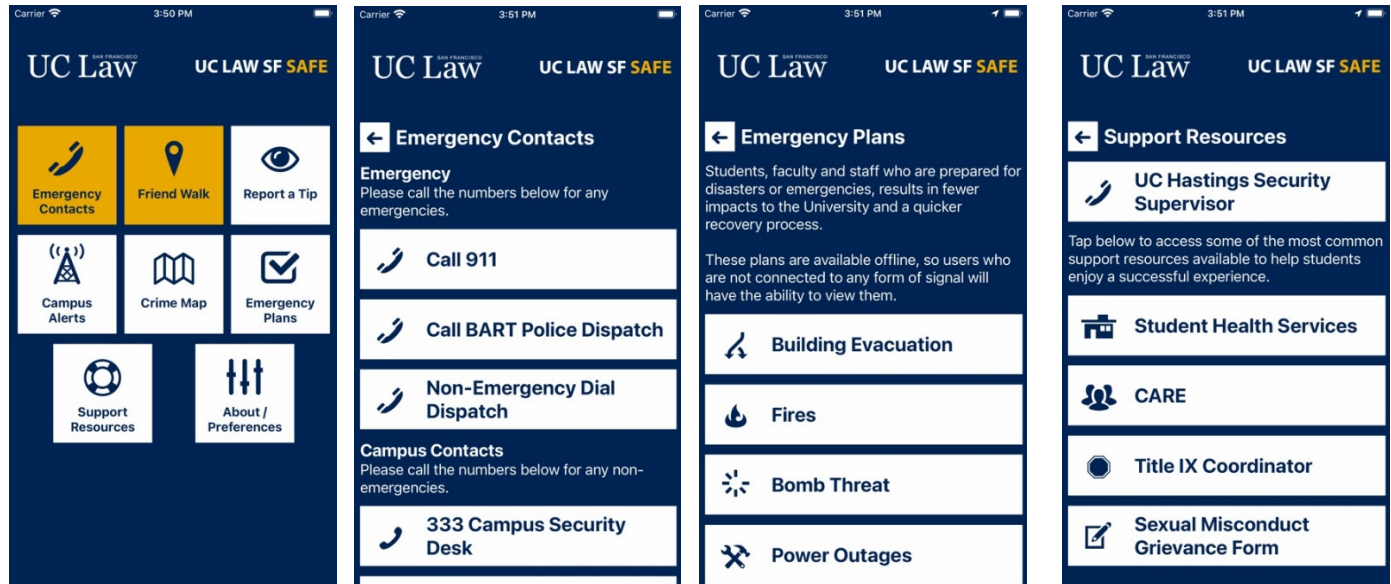 Carrier 3:50 PM
UC Law SAN FRANCISCO
UC LAW SF SAFE
Emergency Contacts
Friend Walk
Report a Tip
Campus Alerts
Crime Map
Emergency Plans
Support Resources
About / Preferences
Carrier 3:51 PM
UC Law SAN FRANCISCO
UC LAW SF SAFE
Emergency Contacts
Emergency
Please call the numbers below for any
emergencies.
Call 911
Call BART Police Dispatch
Non-Emergency Dial
Dispatch
Campus Contacts
Please call the numbers below for any non-
emergencies.
333 Campus Security
Desk
Carrier 3:51 PM
UC Law SAN FRANCISCO
UC LAW SF SAFE
Emergency Plans
Students, faculty and staff who are prepared for
disasters or emergencies, results in fewer
impacts to the University and a quicker
recovery process.
These plans are available offline, so users who
are not connected to any form of signal will
have the ability to view them.
Building Evacuation
Fires
Bomb Threat
Power Outages
Carrier 3:51 PM
UC Law SAN FRANCISCO
UC LAW SF SAFE
Support Resources
UC Hastings Security
Supervisor
Tap below to access some of the most common
support resources available to help students
enjoy a successful experience.
Student Health Services
CARE
Title IX Coordinator
Sexual Misconduct
Grievance Form